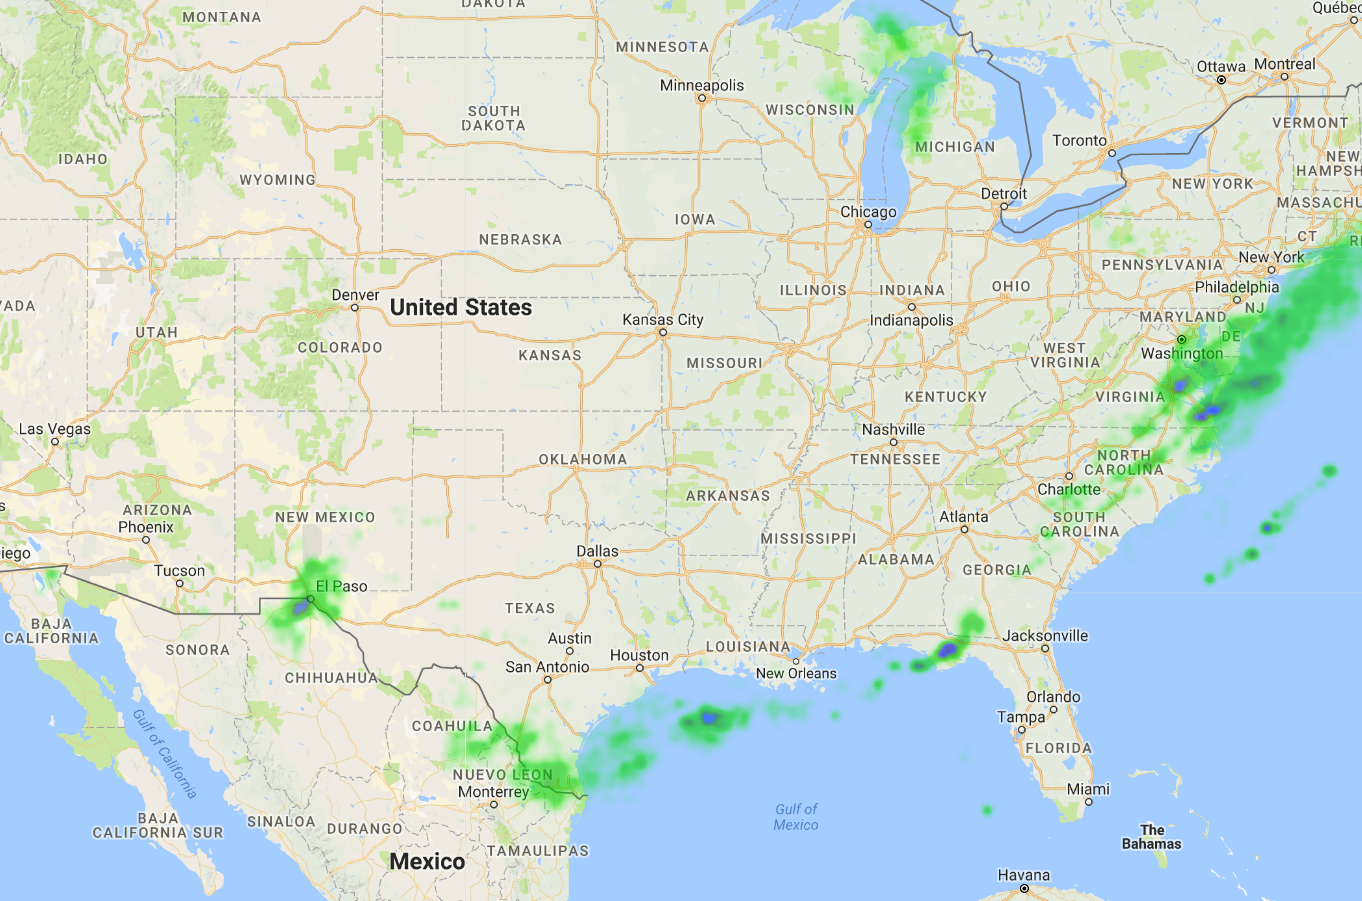 DAKOTA
Québec
MONTANA
MINNESOTA
Ottawa
Montreal
Minneapolis
SOUTH
DAKOTA
WISCONSIN
VERMONT
Toronto
MICHIGAN
IDAHO
NEW
HAMPSH
WYOMING
NEW YORK
Detroit
MASSACHU
Chicago
IOWA
NEBRASKA
CT
R
New York
PENNSYLVANIA
ILLINOIS
INDIANA
OHIO
Philadelphia
Denver
United States
VADA
NJ
Kansas City
Indianapolis
MARYLAND
UTAH
DE
COLORADO
KANSAS
MISSOURI
WEST
VIRGINIA
Washington
KENTUCKY
VIRGINIA
Las Vegas
Nashville
OKLAHOMA
TENNESSEE
NORTH
CAROLINA
Charlotte
ARKANSAS
s
ARIZONA
NEW MEXICO
Atlanta
SOUTH
CAROLINA
Phoenix
MISSISSIPPI
iego
Dallas
ALABAMA
GEORGIA
Tucson
El Paso
TEXAS
BAJA
CALIFORNIA
Austin
Jacksonville
SONORA
LOUISIANA
Houston
San Antonio
New Orleans
CHIHUAHUA
Orlando
Gulf of California
Tampa
COAHUILA
FLORIDA
NUEVO LEON
Monterrey
Miami
Gulf of
Mexico
BAJA
CALIFORNIA SUR
SINALOA
DURANGO
The
Bahamas
TAMAULIPAS
Mexico
Havana